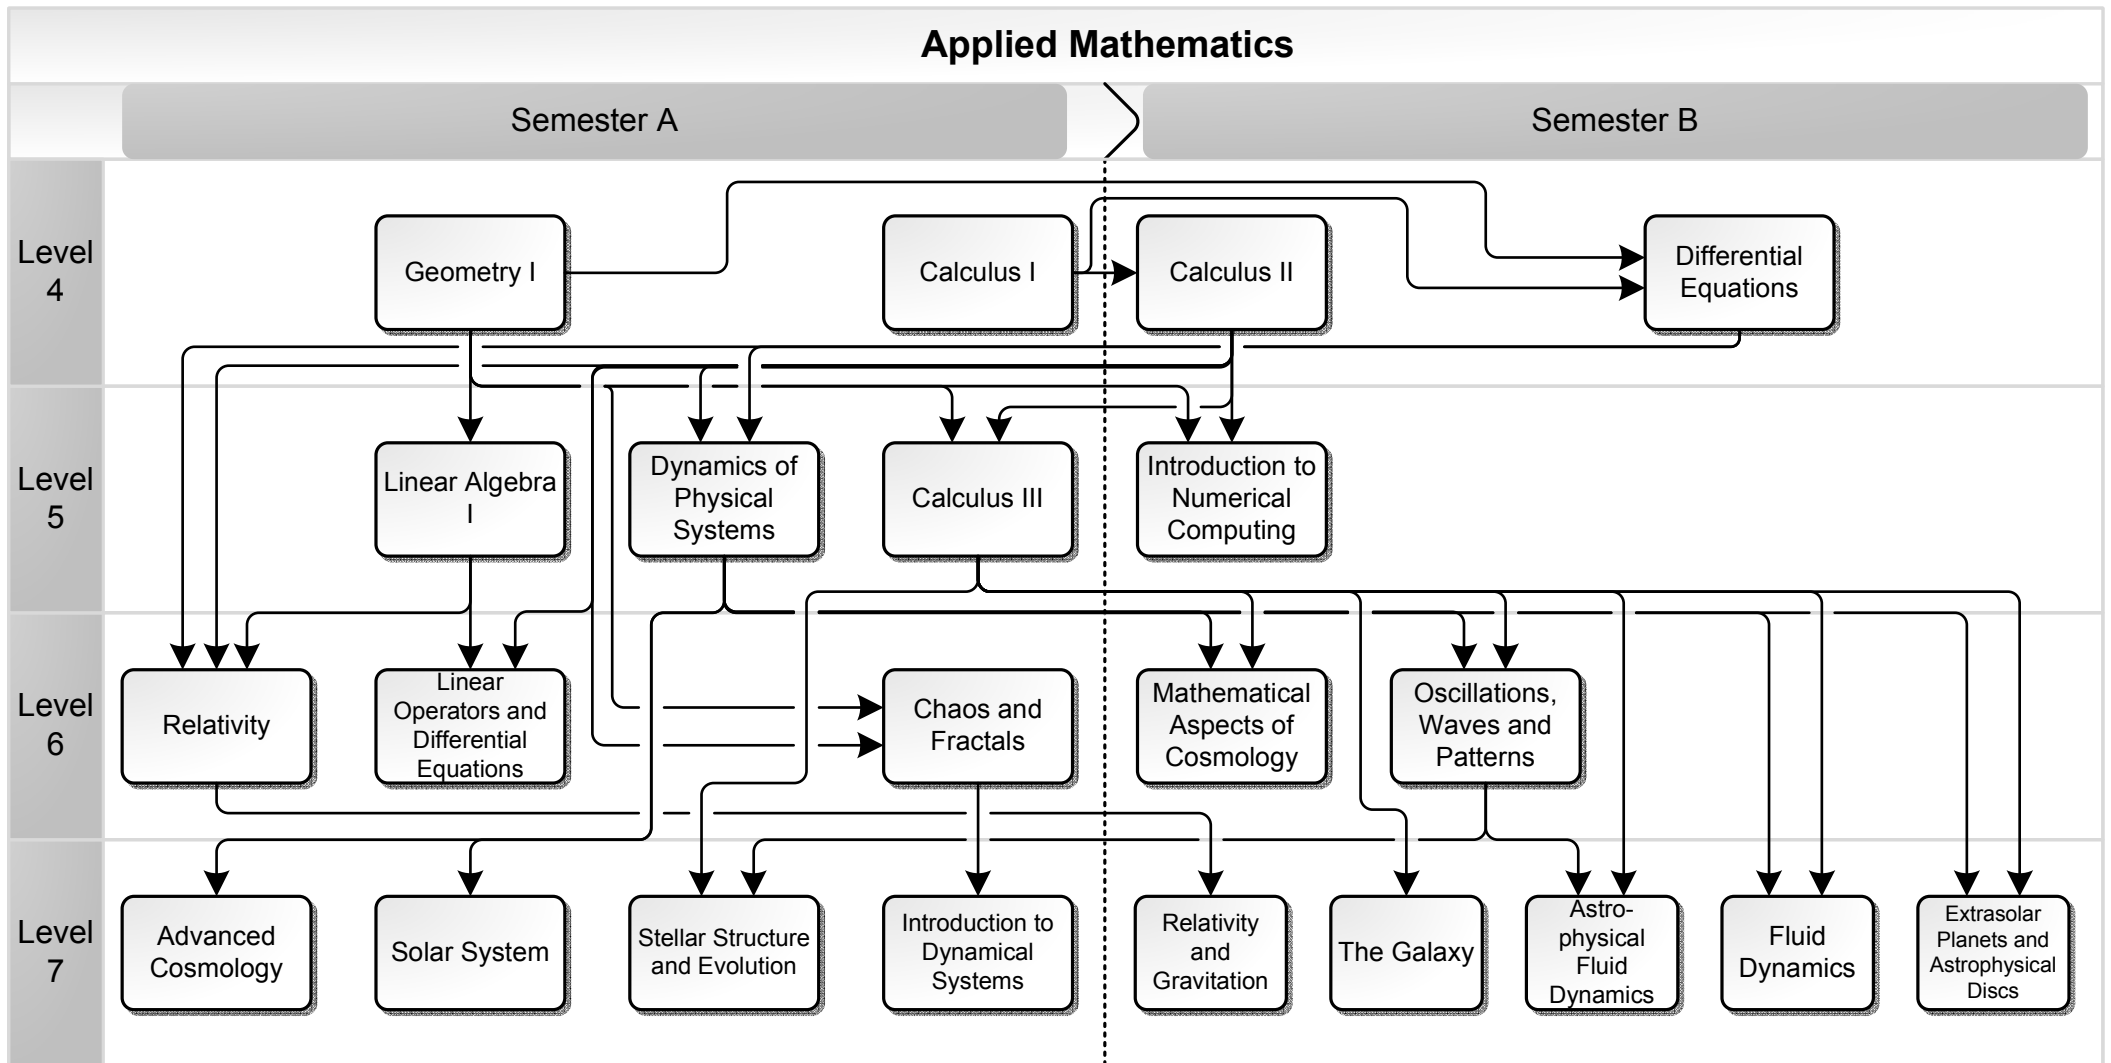 Applied Mathematics
Semester A
Semester B
Level
4
Geometry I
Calculus I
Calculus II
Differential
Equations
Level
5
Linear Algebra
I
Dynamics of
Physical
Systems
Calculus III
Introduction to
Numerical
Computing
Level
6
Relativity
Linear
Operators and
Differential
Equations
Chaos and
Fractals
Mathematical
Aspects of
Cosmology
Oscillations,
Waves and
Patterns
Level
7
Advanced
Cosmology
Solar System
Stellar Structure
and Evolution
Introduction to
Dynamical
Systems
Relativity
and
Gravitation
The Galaxy
Astro-
physical
Fluid
Dynamics
Fluid
Dynamics
Extrasolar
Planets and
Astrophysical
Discs